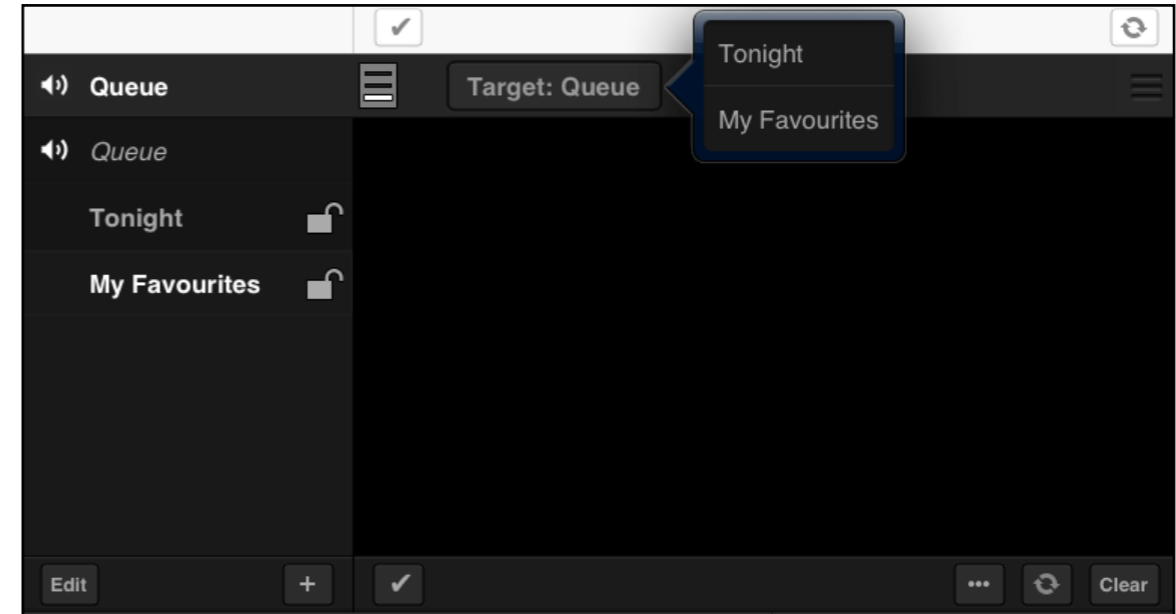 Queue
Target: Queue
Tonight
My Favourites
Queue
Tonight
My Favourites
Edit
+
Clear